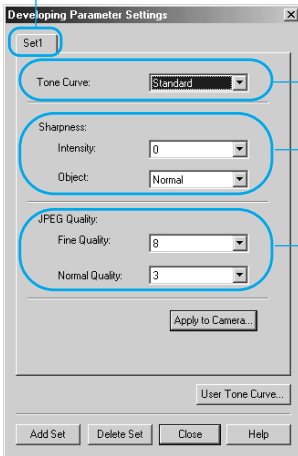 Developing Parameter Settings
Set1
Tone Curve: Standard
Sharpness:
Intensity: 0
Object: Normal
JPEG Quality:
Fine Quality: 8
Normal Quality: 3
Apply to Camera...
User Tone Curve...
Add Set Delete Set Close Help